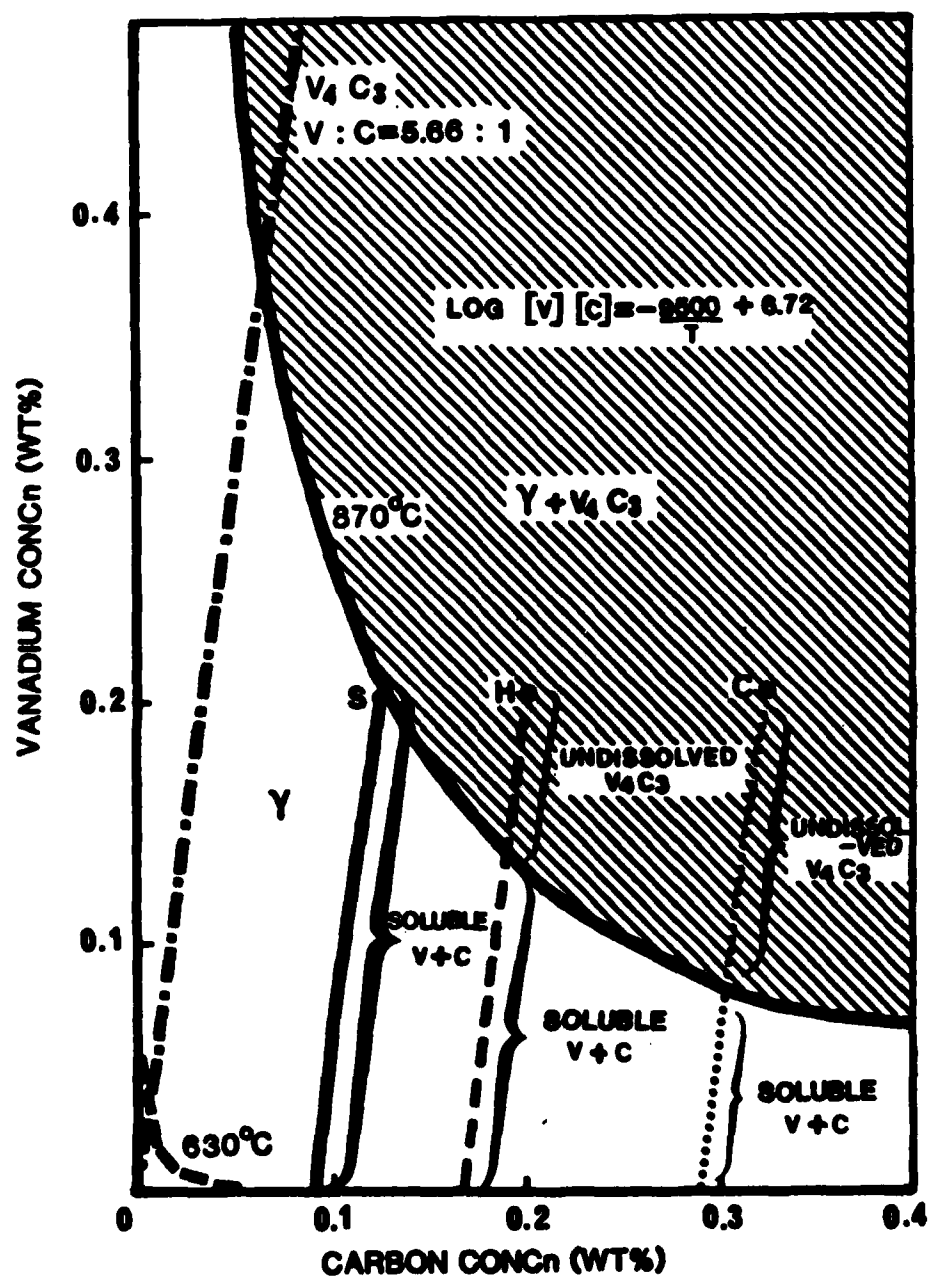 V₄ C₃
V : C=5.66 : 1
0.4
LOG [V] [C]=-9500/T + 6.72
0.3
870°C
γ + V₄ C₃
VANADIUM CONCn (WT%)
0.2
S
H
C
UNDISSOLVED
V₄C₃
γ
UNDISSOL
-VED
V₄C₃
0.1
SOLUBLE
V+C
SOLUBLE
V+C
SOLUBLE
V+C
630°C
0 0.1 0.2 0.3 0.4
CARBON CONCn (WT%)